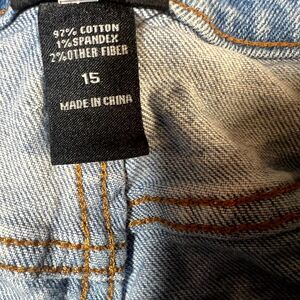 97% COTTON
1% SPANDEX
2% OTHER FIBER
15
MADE IN CHINA